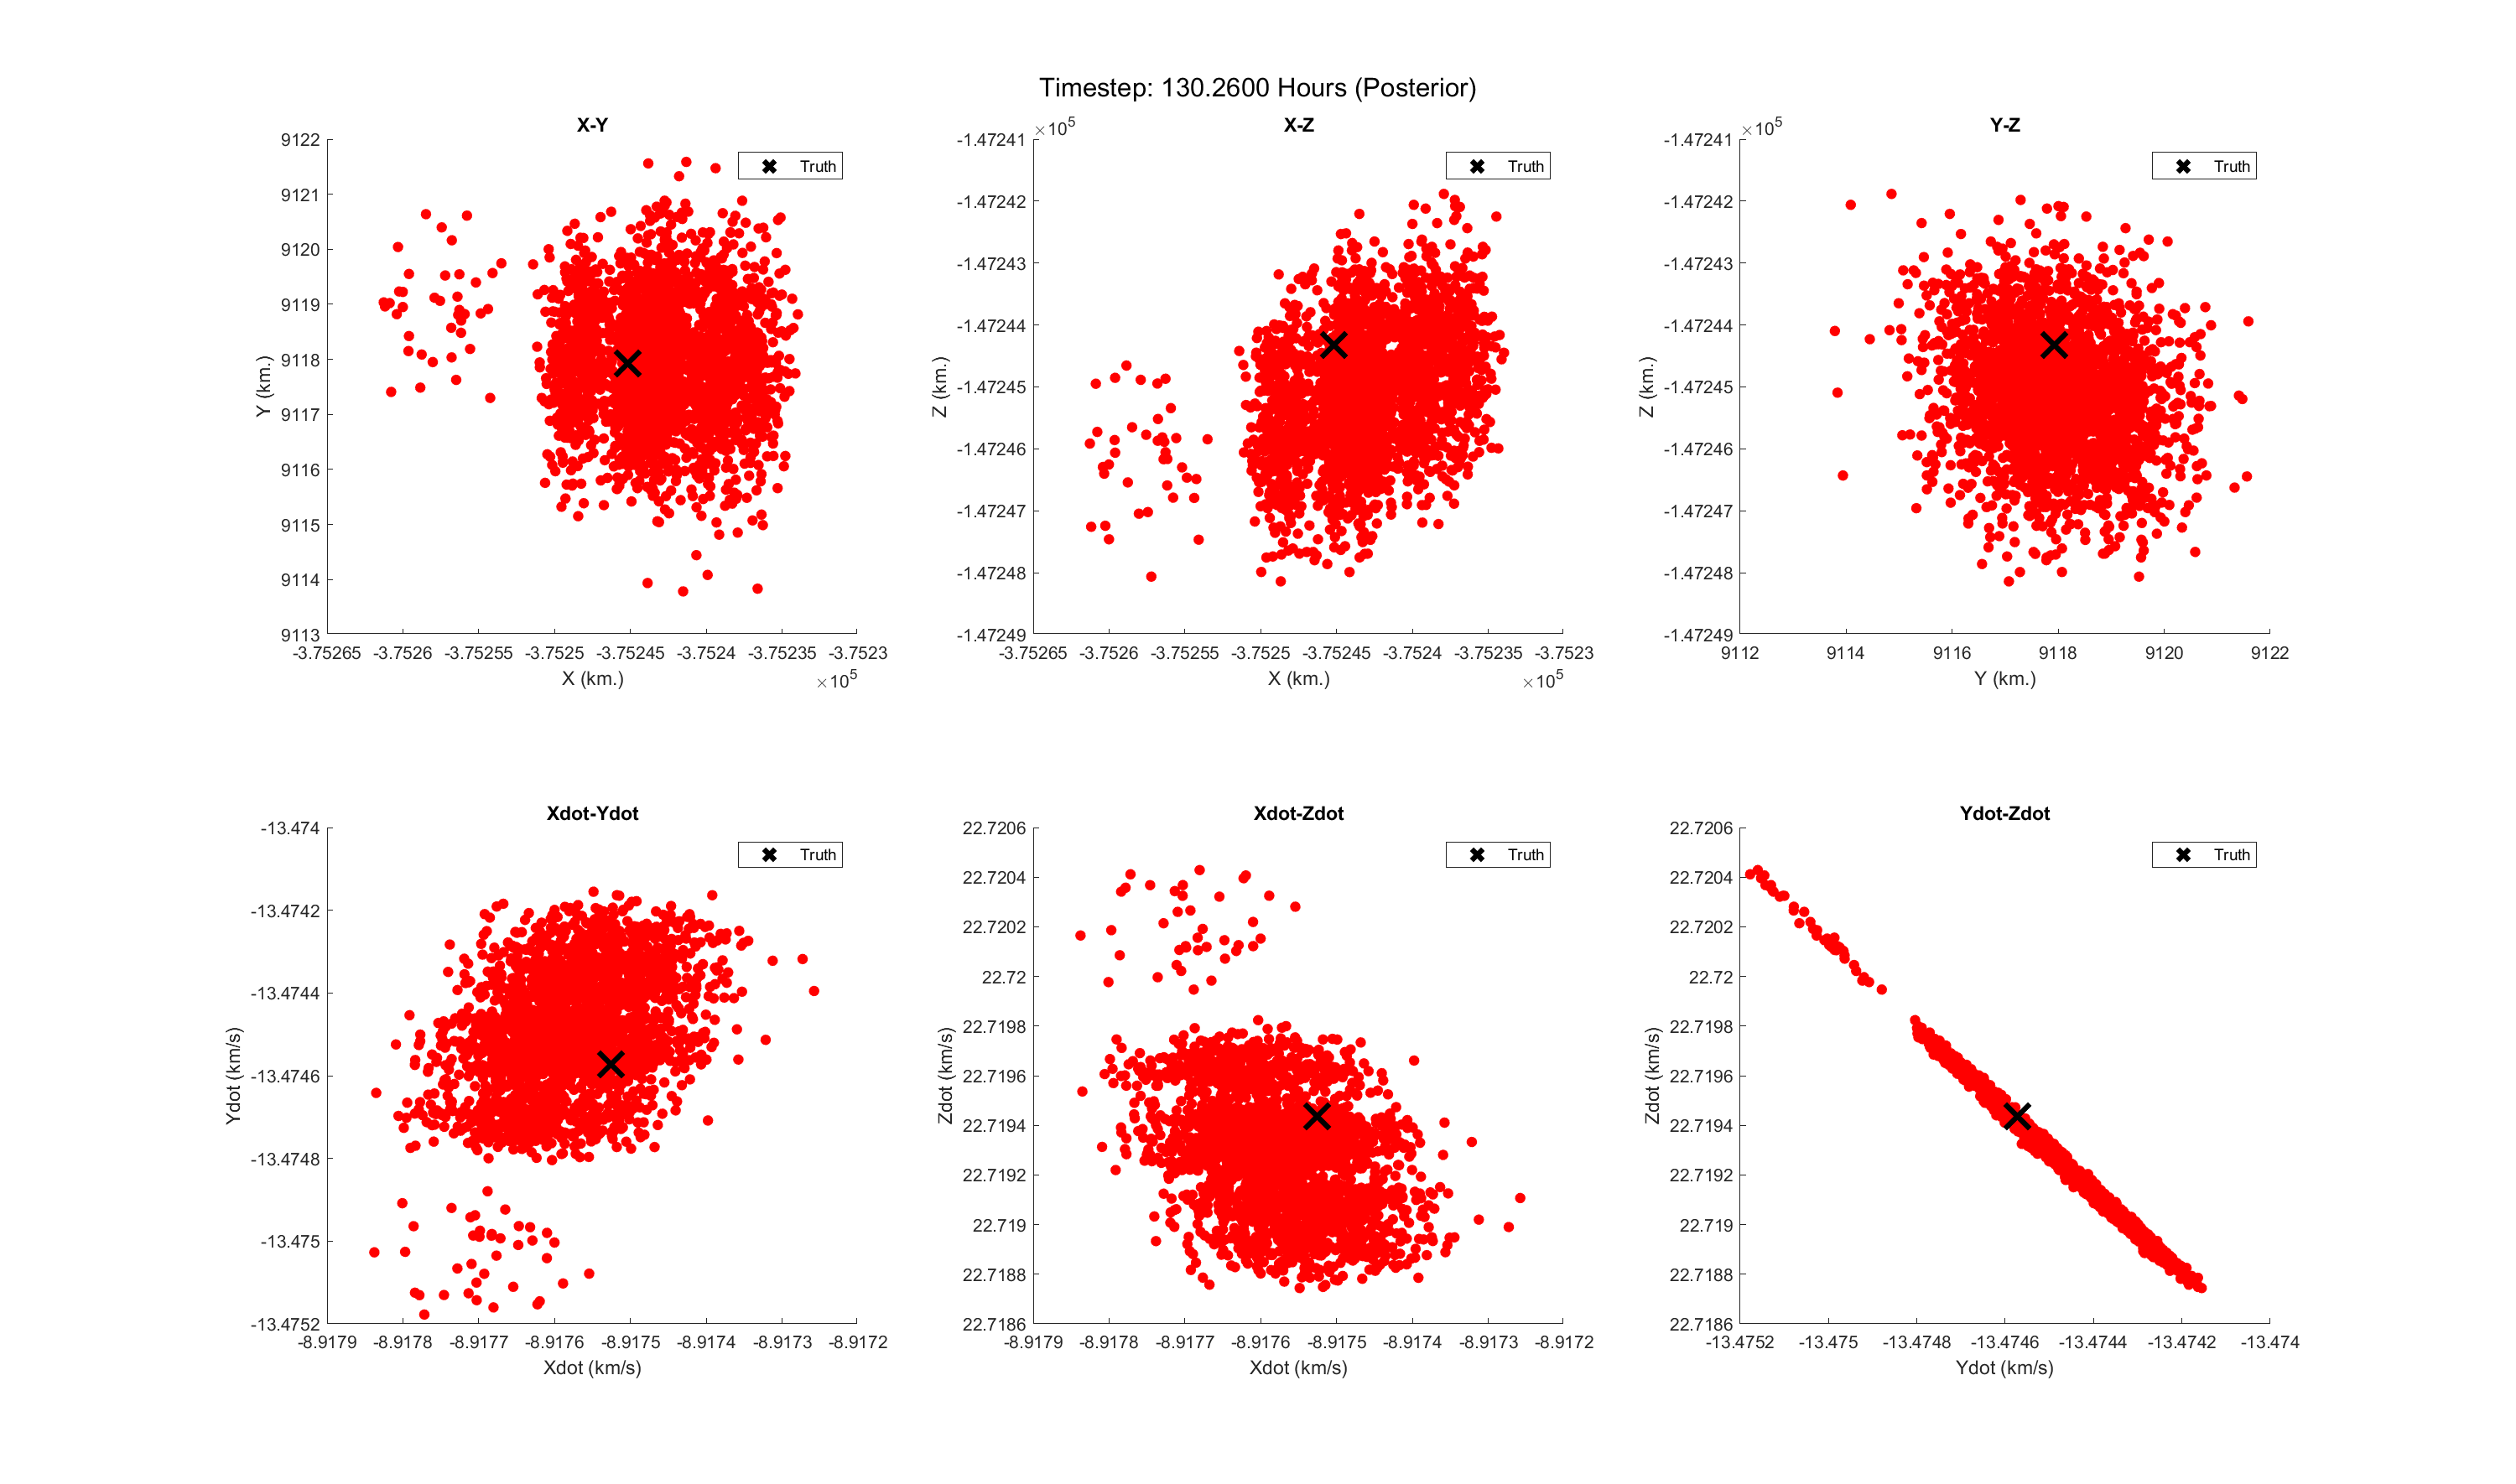 Timestep: 130.2600 Hours (Posterior)
X-Y
9122
9121
9120
9119
9118
9117
9116
9115
9114
9113
Y (km.)
Truth
-3.75265 -3.7526 -3.75255 -3.7525 -3.75245 -3.7524 -3.75235 -3.7523
X (km.)
×10^5
X-Z
×10^5
-1.47241
-1.47242
-1.47243
-1.47244
-1.47245
-1.47246
-1.47247
-1.47248
-1.47249
Z (km.)
Truth
-3.75265 -3.7526 -3.75255 -3.7525 -3.75245 -3.7524 -3.75235 -3.7523
X (km.)
×10^5
Y-Z
×10^5
-1.47241
-1.47242
-1.47243
-1.47244
-1.47245
-1.47246
-1.47247
-1.47248
-1.47249
Z (km.)
Truth
9112 9114 9116 9118 9120 9122
Y (km.)
Xdot-Ydot
-13.474
-13.4742
-13.4744
-13.4746
-13.4748
-13.475
-13.4752
Ydot (km/s)
Truth
-8.9179 -8.9178 -8.9177 -8.9176 -8.9175 -8.9174 -8.9173 -8.9172
Xdot (km/s)
Xdot-Zdot
22.7206
22.7204
22.7202
22.72
22.7198
22.7196
22.7194
22.7192
22.719
22.7188
22.7186
Zdot (km/s)
Truth
-8.9179 -8.9178 -8.9177 -8.9176 -8.9175 -8.9174 -8.9173 -8.9172
Xdot (km/s)
Ydot-Zdot
22.7206
22.7204
22.7202
22.72
22.7198
22.7196
22.7194
22.7192
22.719
22.7188
22.7186
Zdot (km/s)
Truth
-13.4752 -13.475 -13.4748 -13.4746 -13.4744 -13.4742 -13.474
Ydot (km/s)